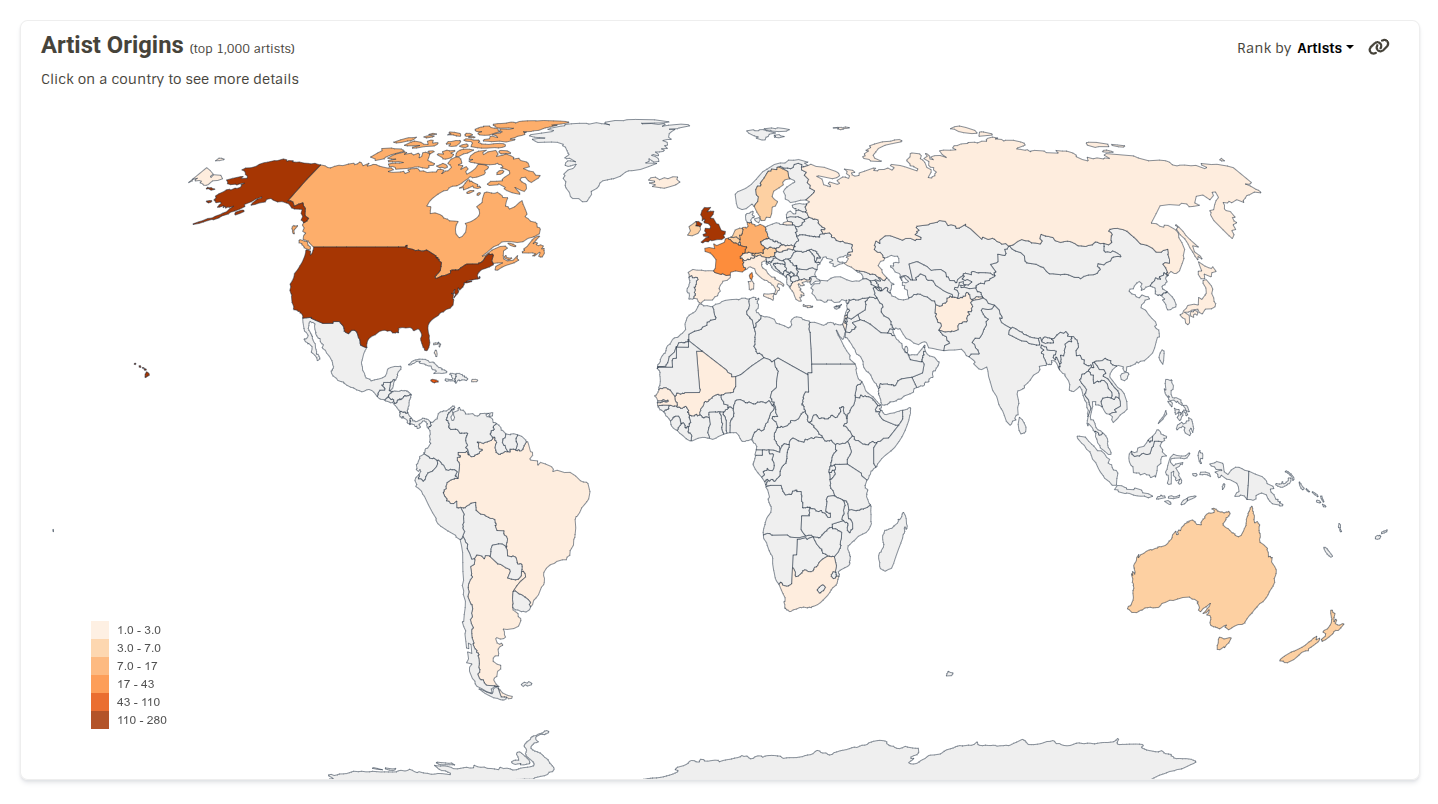 Artist Origins (top 1,000 artists)
Rank by Artists
Click on a country to see more details
1.0 - 3.0
3.0 - 7.0
7.0 - 17
17 - 43
43 - 110
110 - 280